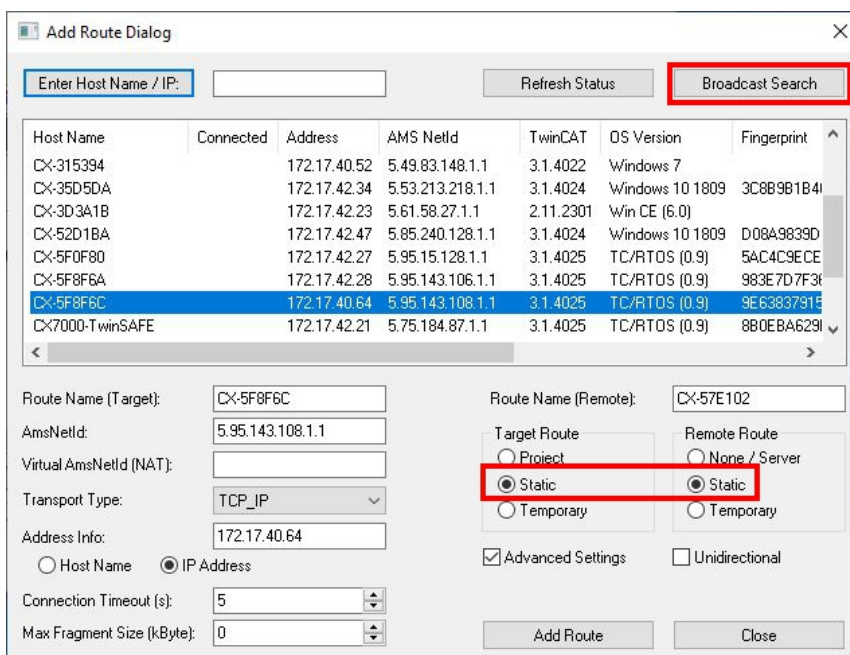 Add Route Dialog
Enter Host Name / IP: Refresh Status Broadcast Search
Host Name Connected Address AMS NetId TwinCAT OS Version Fingerprint
CX-315394 172.17.40.52 5.49.83.148.1.1 3.1.4022 Windows 7
CX-35D5DA 172.17.42.34 5.53.213.218.1.1 3.1.4024 Windows 10 1809 3C8B9B1B4
CX-3D3A1B 172.17.42.23 5.61.58.27.1.1 2.11.2301 Win CE (6.0)
CX-52D1BA 172.17.42.47 5.85.240.128.1.1 3.1.4024 Windows 10 1809 D08A9839D
CX-5F0F80 172.17.42.27 5.95.15.128.1.1 3.1.4025 TC/RTOS (0.9) 5AC4C9ECE
CX-5F8F6A 172.17.42.28 5.95.143.106.1.1 3.1.4025 TC/RTOS (0.9) 983E7D7F3
CX-5F8F6C 172.17.40.64 5.95.143.108.1.1 3.1.4025 TC/RTOS (0.9) 9E63837915
CX7000-TwinSAFE 172.17.42.21 5.75.184.87.1.1 3.1.4025 TC/RTOS (0.9) 8B0EBA629
Route Name (Target): CX-5F8F6C Route Name (Remote): CX-57E102
AmsNetId: 5.95.143.108.1.1 Target Route Remote Route
Virtual AmsNetId (NAT): Project None / Server
Transport Type: TCP_IP Static Static
Address Info: 172.17.40.64 Temporary Temporary
Host Name IP Address Advanced Settings Unidirectional
Connection Timeout (s): 5
Max Fragment Size (kByte): 0 Add Route Close